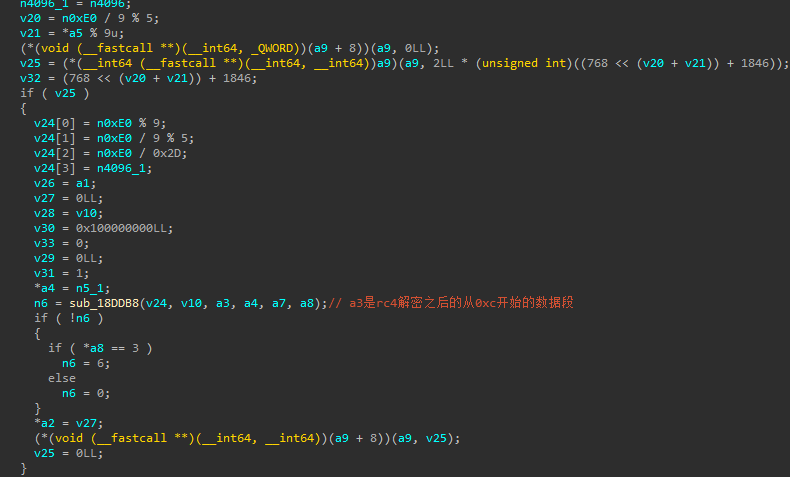 n4096_1 = n4096;
v20 = n0xE0 / 9 % 5;
v21 = *a5 % 9u;
(*(void (__fastcall **)(__int64, _QWORD))(a9 + 8))(a9, 0LL);
v25 = (*(__int64 (__fastcall **)(__int64, __int64))a9)(a9, 2LL * (unsigned int)((768 << (v20 + v21)) + 1846));
v32 = (768 << (v20 + v21)) + 1846;
if ( v25 )
{
v24[0] = n0xE0 % 9;
v24[1] = n0xE0 / 9 % 5;
v24[2] = n0xE0 / 0x2D;
v24[3] = n4096_1;
v26 = a1;
v27 = 0LL;
v28 = v10;
v30 = 0x100000000LL;
v33 = 0;
v29 = 0LL;
v31 = 1;
*a4 = n5_1;
n6 = sub_18DDB8(v24, v10, a3, a4, a7, a8);// a3是rc4解密之后的从0xc开始的数据段
if ( !n6 )
{
if ( *a8 == 3 )
n6 = 6;
else
n6 = 0;
}
*a2 = v27;
(*(void (__fastcall **)(__int64, __int64))(a9 + 8))(a9, v25);
v25 = 0LL;
}